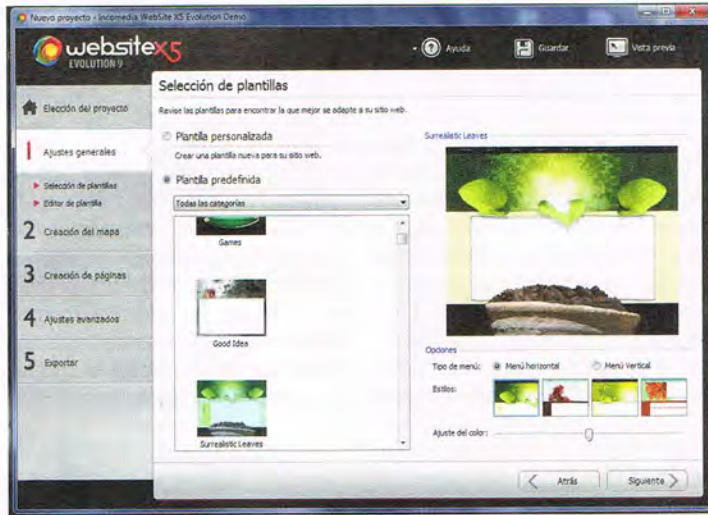 Nuevo proyecto - Incomedia WebSite X5 Evolution Demo
websiteX5
EVOLUTION 9
Ayuda
Guardar
Vista previa
Selección de plantillas
Elección del proyecto
Revise las plantillas para encontrar la que mejor se adapte a su sitio web.
Plantilla personalizada
Surrealistic Leaves
1 Ajustes generales
Crear una plantilla nueva para su sitio web.
Plantilla predefinida
Selección de plantillas
Todas las categorías
Editor de plantilla
2 Creación del mapa
Games
3 Creación de páginas
4 Ajustes avanzados
Good Idea
Opciones
5 Exportar
Tipo de menú:
Menú horizontal
Menú Vertical
Estilos:
Surrealistic Leaves
Ajuste del color:
Atrás
Siguiente